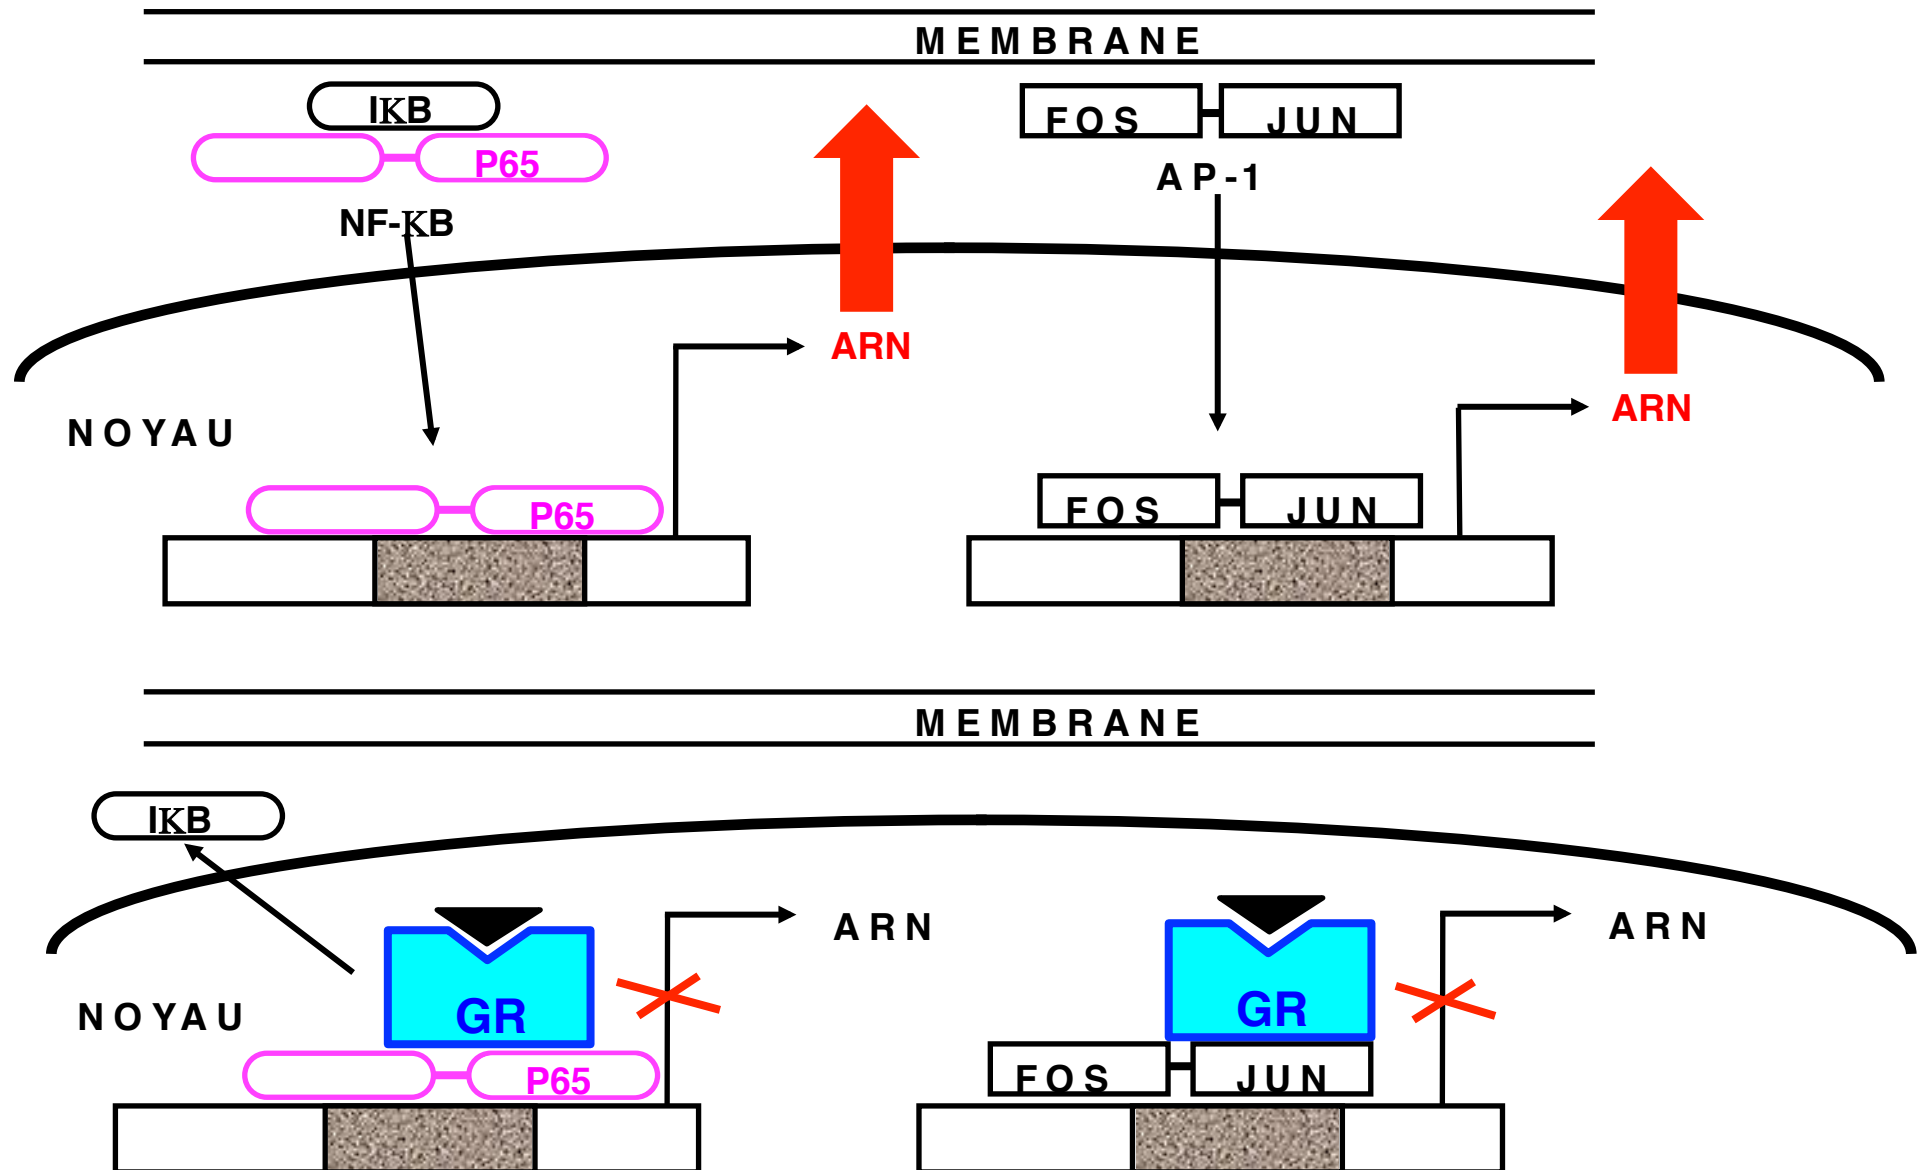 MEMBRANE
IKB
FOS JUN
P65
AP-1
NF-KB
ARN
ARN
NOYAU
P65
FOS JUN
MEMBRANE
IKB
ARN
ARN
GR
GR
NOYAU
P65
FOS JUN